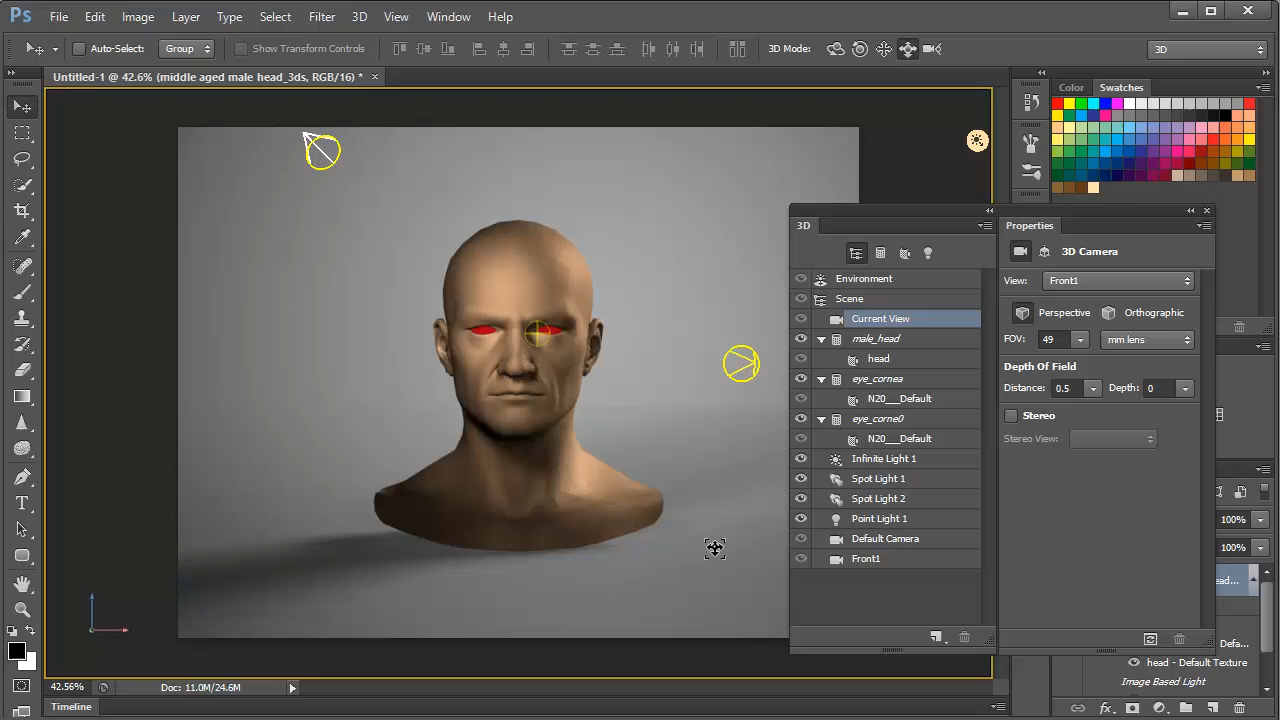 Ps File Edit Image Layer Type Select Filter 3D View Window Help
Auto-Select: Group Show Transform Controls 3D Mode: 3D
Untitled-1 @ 42.6% (middle aged male head_3ds, RGB/16) * ×
Color Swatches
3D
Properties
3D Camera
Environment
View: Front1
Scene
Current View
Perspective Orthographic
male_head
FOV: 49 mm lens
head
Depth Of Field
eye_cornea
Distance: 0.5 Depth: 0
N20___Default
Stereo
eye_corne0
Stereo View:
N20___Default
Infinite Light 1
Spot Light 1
Spot Light 2
Point Light 1
Default Camera
Front1
100%
100%
ead...
Defa...
head - Default Texture
Image Based Light
42.56% Doc: 11.0M/24.6M
Timeline
fx